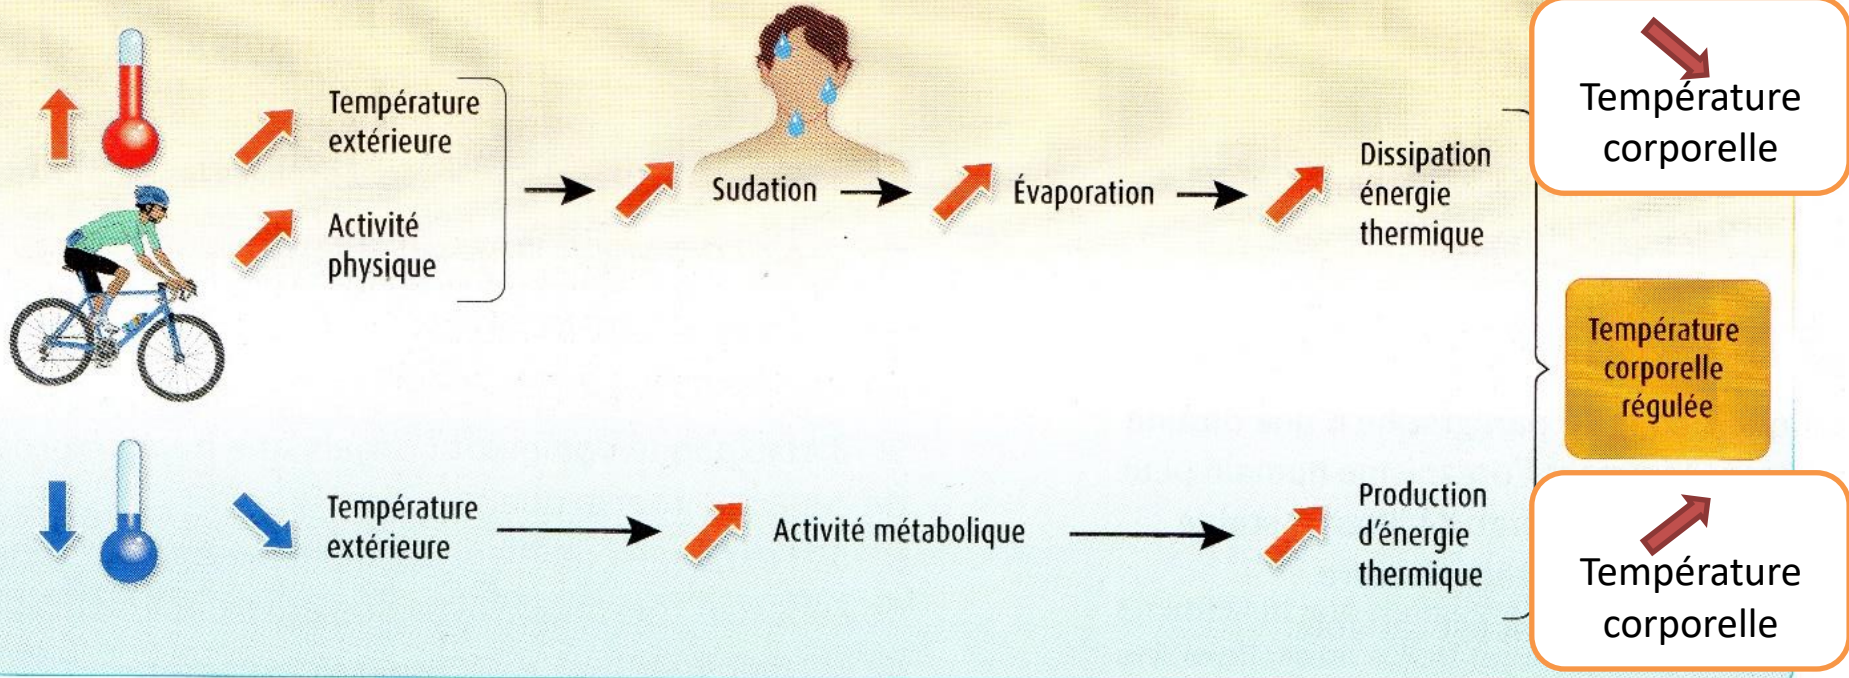 Température
extérieure
Activité
physique
Sudation
Évaporation
Dissipation
énergie
thermique
Température
corporelle
Température
corporelle
régulée
Température
extérieure
Activité métabolique
Production
d'énergie
thermique
Température
corporelle